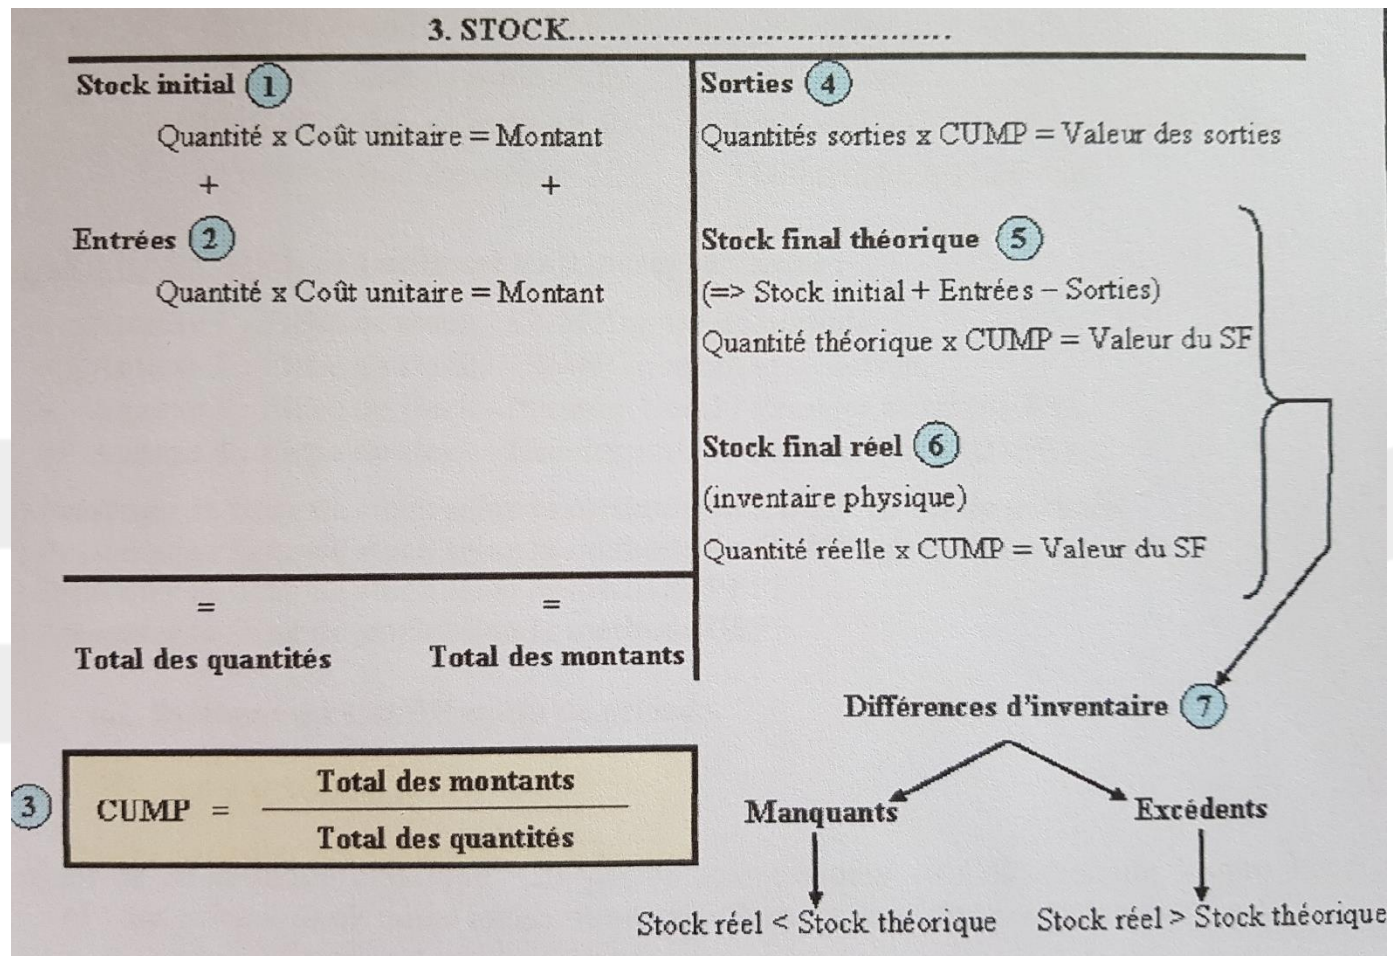 3. STOCK.....................................
Stock initial 1
Quantité x Coût unitaire = Montant
+ +
Entrées 2
Quantité x Coût unitaire = Montant
= =
Total des quantités Total des montants
Sorties 4
Quantités sorties x CUMP = Valeur des sorties
Stock final théorique 5
(=> Stock initial + Entrées – Sorties)
Quantité théorique x CUMP = Valeur du SF
Stock final réel 6
(inventaire physique)
Quantité réelle x CUMP = Valeur du SF
3
CUMP =
Total des montants
Total des quantités
Différences d'inventaire 7
Manquants Excédents
Stock réel < Stock théorique Stock réel > Stock théorique